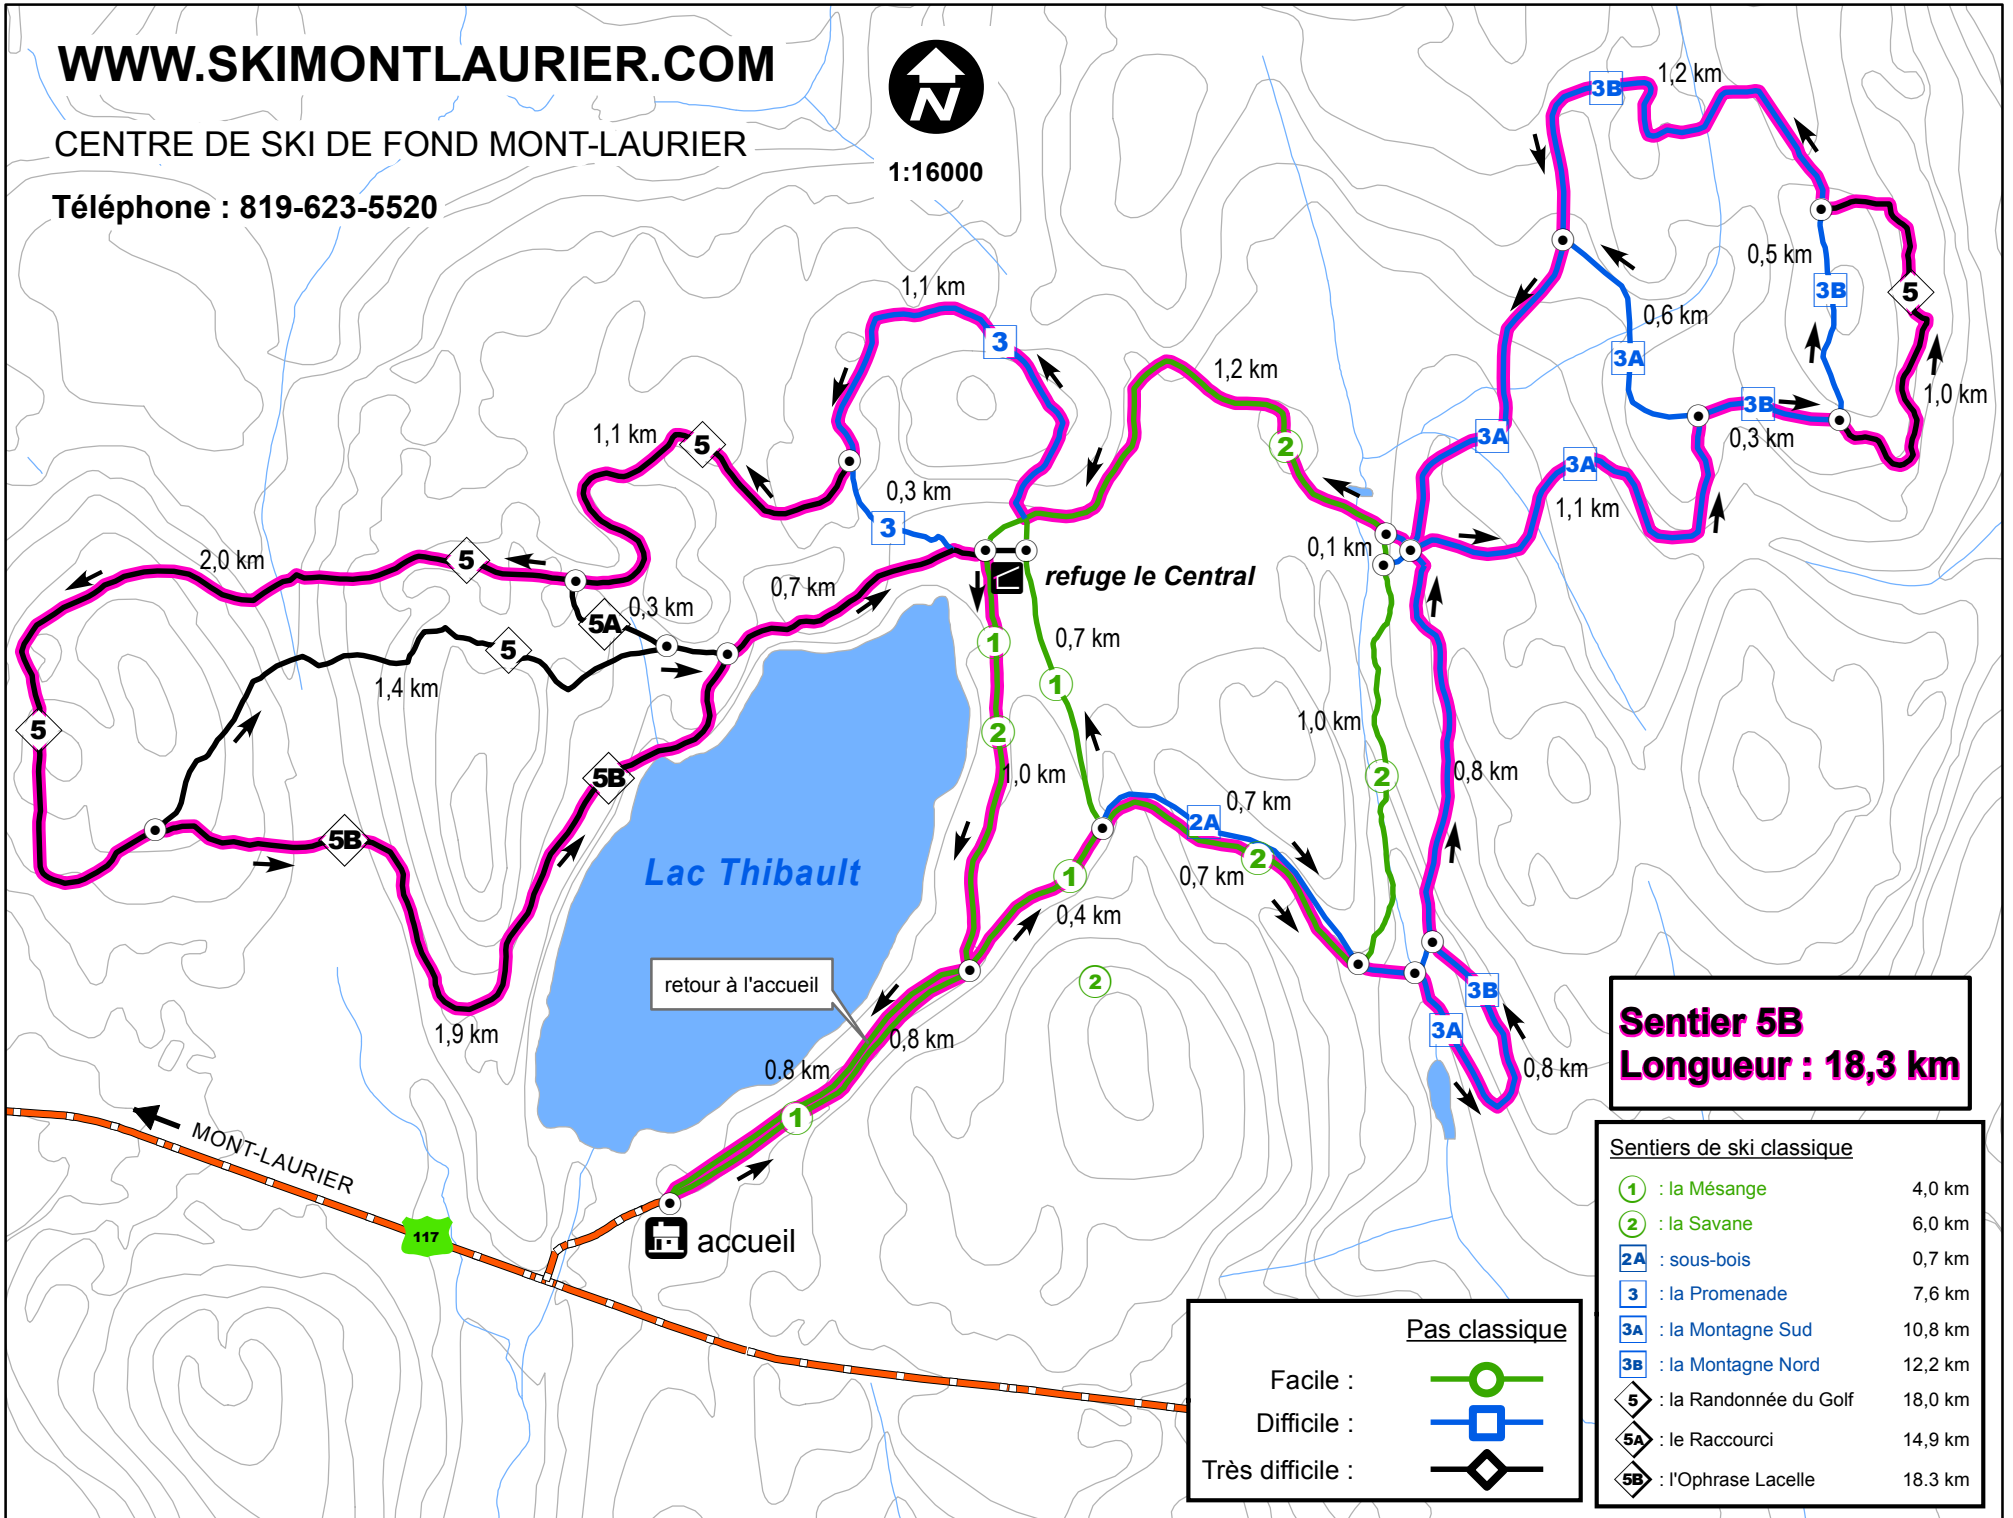 WWW.SKIMONTLAURIER.COM
CENTRE DE SKI DE FOND MONT-LAURIER
Téléphone : 819-623-5520
N
1:16000
3B
1,2 km
0,5 km
3B
5
1,1 km
3
0,6 km
3A
1,2 km
1,0 km
3B
0,3 km
1,1 km
5
2
3A
3A
1,1 km
0,3 km
3
0,1 km
2,0 km
5
0,7 km
refuge le Central
0,3 km
5A
1
0,7 km
5
1,4 km
1
5
2
1,0 km
1,0 km
2
0,8 km
5B
5B
0,7 km
2A
2
0,7 km
Lac Thibault
1
0,4 km
2
retour à l'accueil
3B
3A
1,9 km
0,8 km
0.8 km
0,8 km
1
Sentier 5B
Longueur : 18,3 km
MONT-LAURIER
117
accueil
Sentiers de ski classique
1 : la Mésange 4,0 km
2 : la Savane 6,0 km
2A : sous-bois 0,7 km
3 : la Promenade 7,6 km
3A : la Montagne Sud 10,8 km
3B : la Montagne Nord 12,2 km
5 : la Randonnée du Golf 18,0 km
5A : le Raccourci 14,9 km
5B : l'Ophrase Lacelle 18.3 km
Pas classique
Facile :
Difficile :
Très difficile :